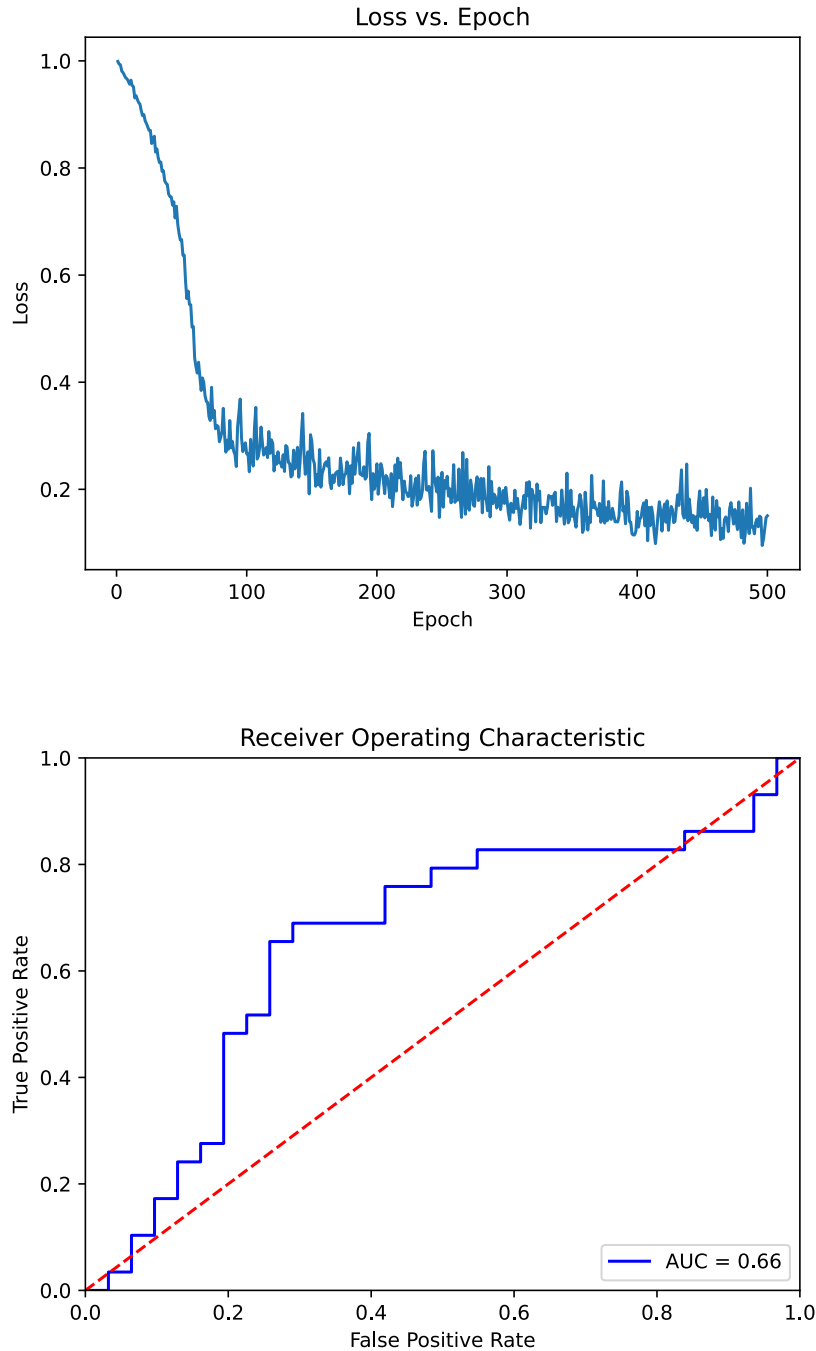 Loss vs. Epoch
1.0
0.8
0.6
0.4
0.2
Loss
0 100 200 300 400 500
Epoch
Receiver Operating Characteristic
1.0
0.8
0.6
0.4
0.2
0.0
True Positive Rate
AUC = 0.66
0.0 0.2 0.4 0.6 0.8 1.0
False Positive Rate